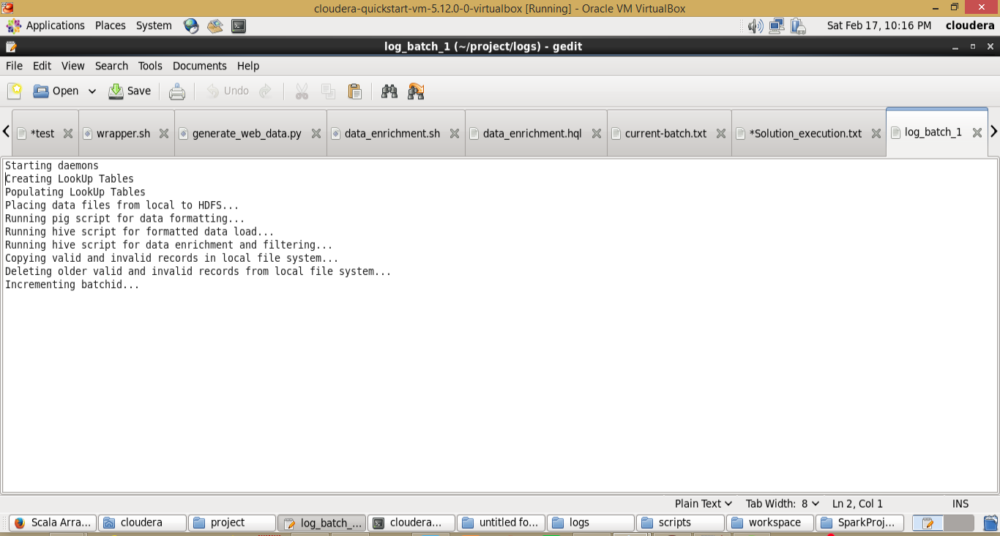 cloudera-quickstart-vm-5.12.0-0-virtualbox [Running] - Oracle VM VirtualBox
Applications Places System Sat Feb 17, 10:16 PM cloudera
log_batch_1 (~/project/logs) - gedit
File Edit View Search Tools Documents Help
Open Save Undo
*test wrapper.sh generate_web_data.py data_enrichment.sh data_enrichment.hql current-batch.txt *Solution_execution.txt log_batch_1
Starting daemons
Creating LookUp Tables
Populating LookUp Tables
Placing data files from local to HDFS...
Running pig script for data formatting...
Running hive script for formatted data load...
Running hive script for data enrichment and filtering...
Copying valid and invalid records in local file system...
Deleting older valid and invalid records from local file system...
Incrementing batchid...
Plain Text Tab Width: 8 Ln 2, Col 1 INS
Scala Arra... cloudera project log_batch_... cloudera... untitled fo... logs scripts workspace SparkProj...